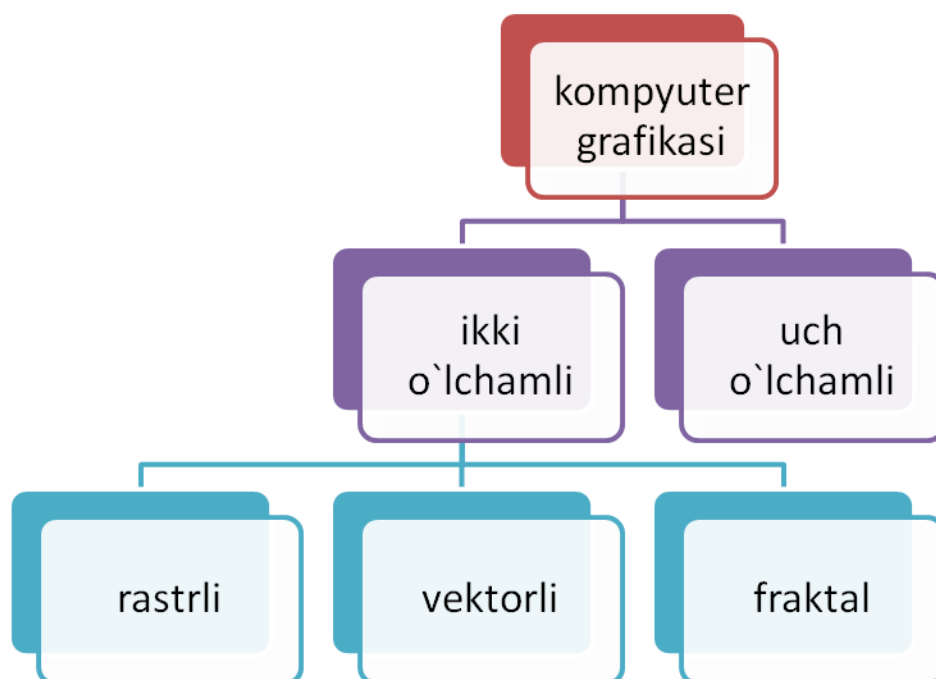 kompyuter
grafikasi
ikki
o`lchamli
uch
o`lchamli
rastrli
vektorli
fraktal